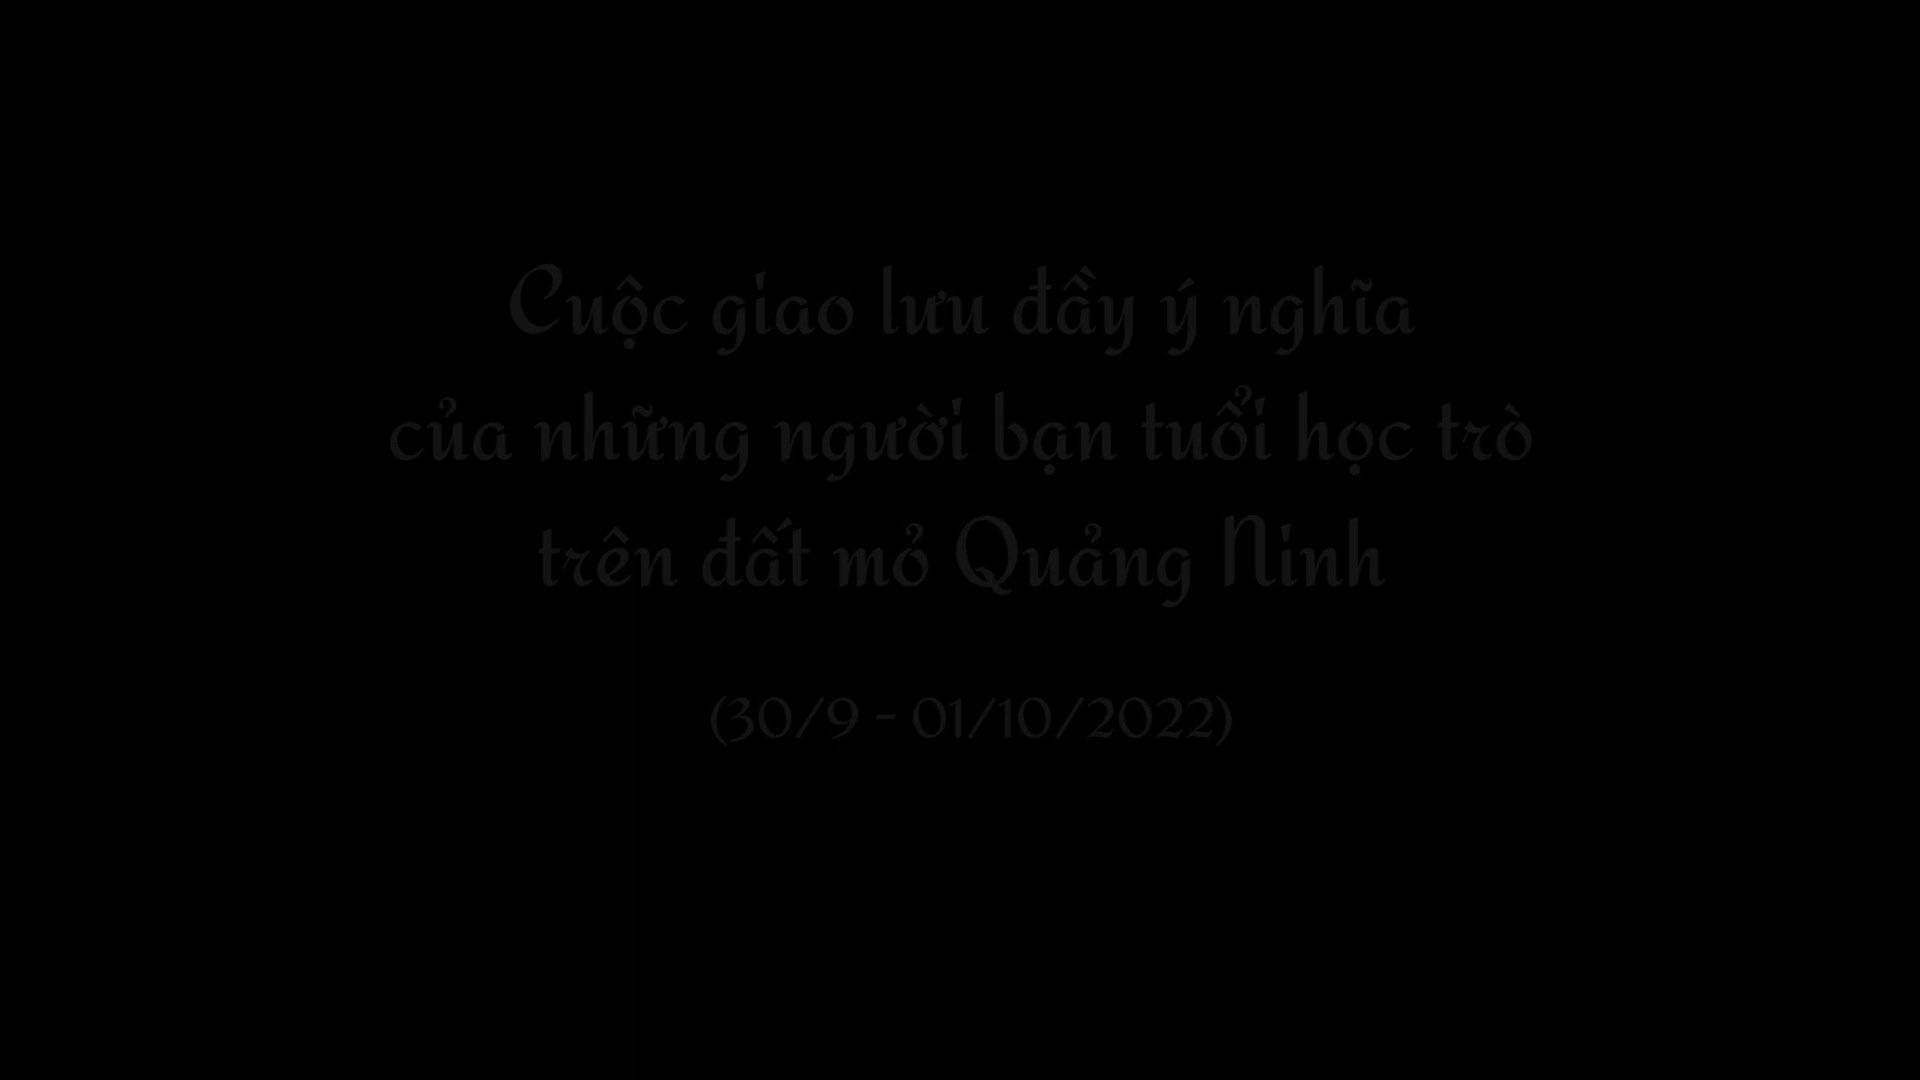 Cuộc giao lưu đầy ý nghĩa
của những người bạn tuổi học trò
trên đất mỏ Quảng Ninh
(30/9 - 01/10/2022)